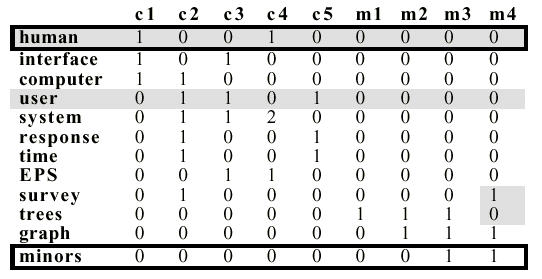 c1 c2 c3 c4 c5 m1 m2 m3 m4
human 1 0 0 1 0 0 0 0 0
interface 1 0 1 0 0 0 0 0 0
computer 1 1 0 0 0 0 0 0 0
user 0 1 1 0 1 0 0 0 0
system 0 1 1 2 0 0 0 0 0
response 0 1 0 0 1 0 0 0 0
time 0 1 0 0 1 0 0 0 0
EPS 0 0 1 1 0 0 0 0 0
survey 0 1 0 0 0 0 0 0 1
trees 0 0 0 0 0 1 1 1 0
graph 0 0 0 0 0 0 1 1 1
minors 0 0 0 0 0 0 0 1 1